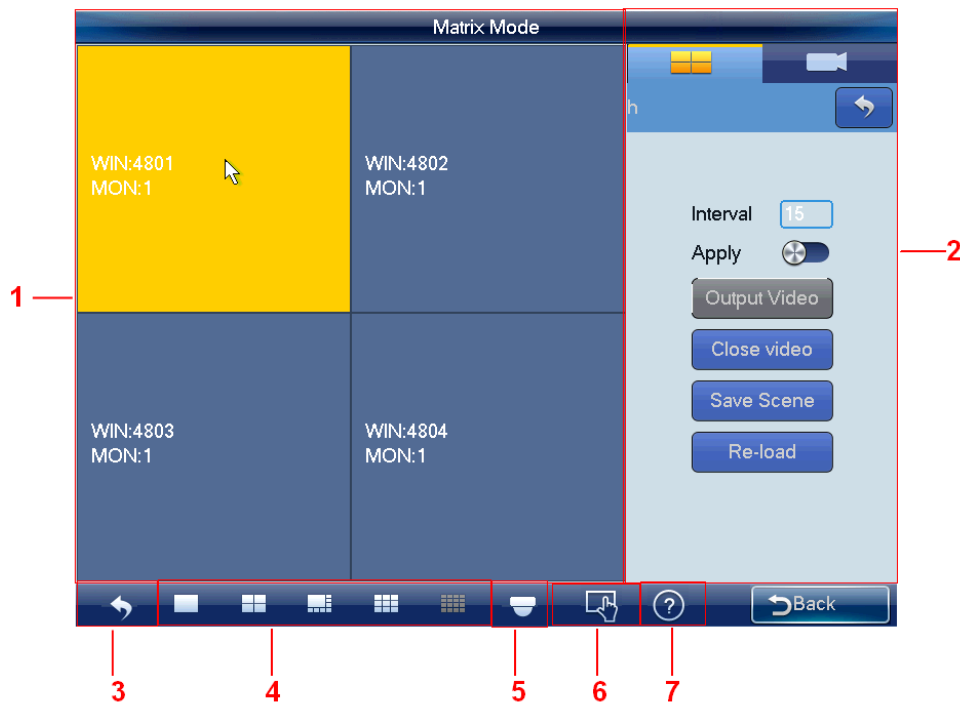 Matrix Mode
h
WIN:4801
MON:1
WIN:4802
MON:1
Interval 15
Apply
Output Video
Close video
Save Scene
Re-load
WIN:4803
MON:1
WIN:4804
MON:1
?
Back
1
2
3
4
5
6
7